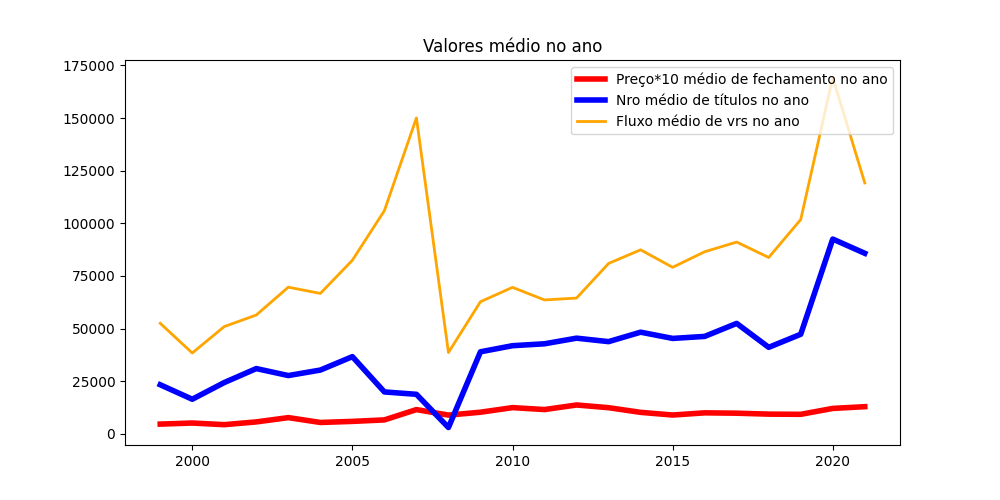 Valores médio no ano
Preço*10 médio de fechamento no ano
Nro médio de títulos no ano
Fluxo médio de vrs no ano
175000
150000
125000
100000
75000
50000
25000
0
2000 2005 2010 2015 2020